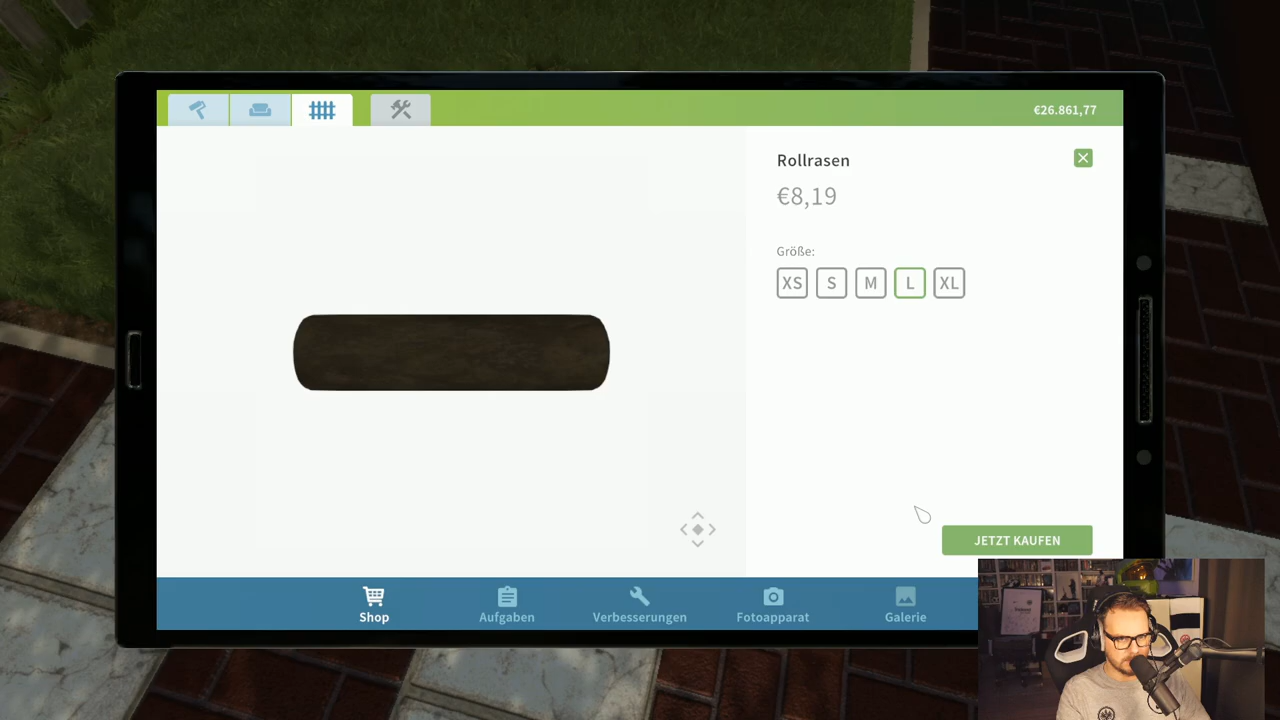 €26.861,77
Rollrasen
€8,19
Größe:
XS S M L XL
JETZT KAUFEN
Shop Aufgaben Verbesserungen Fotoapparat Galerie